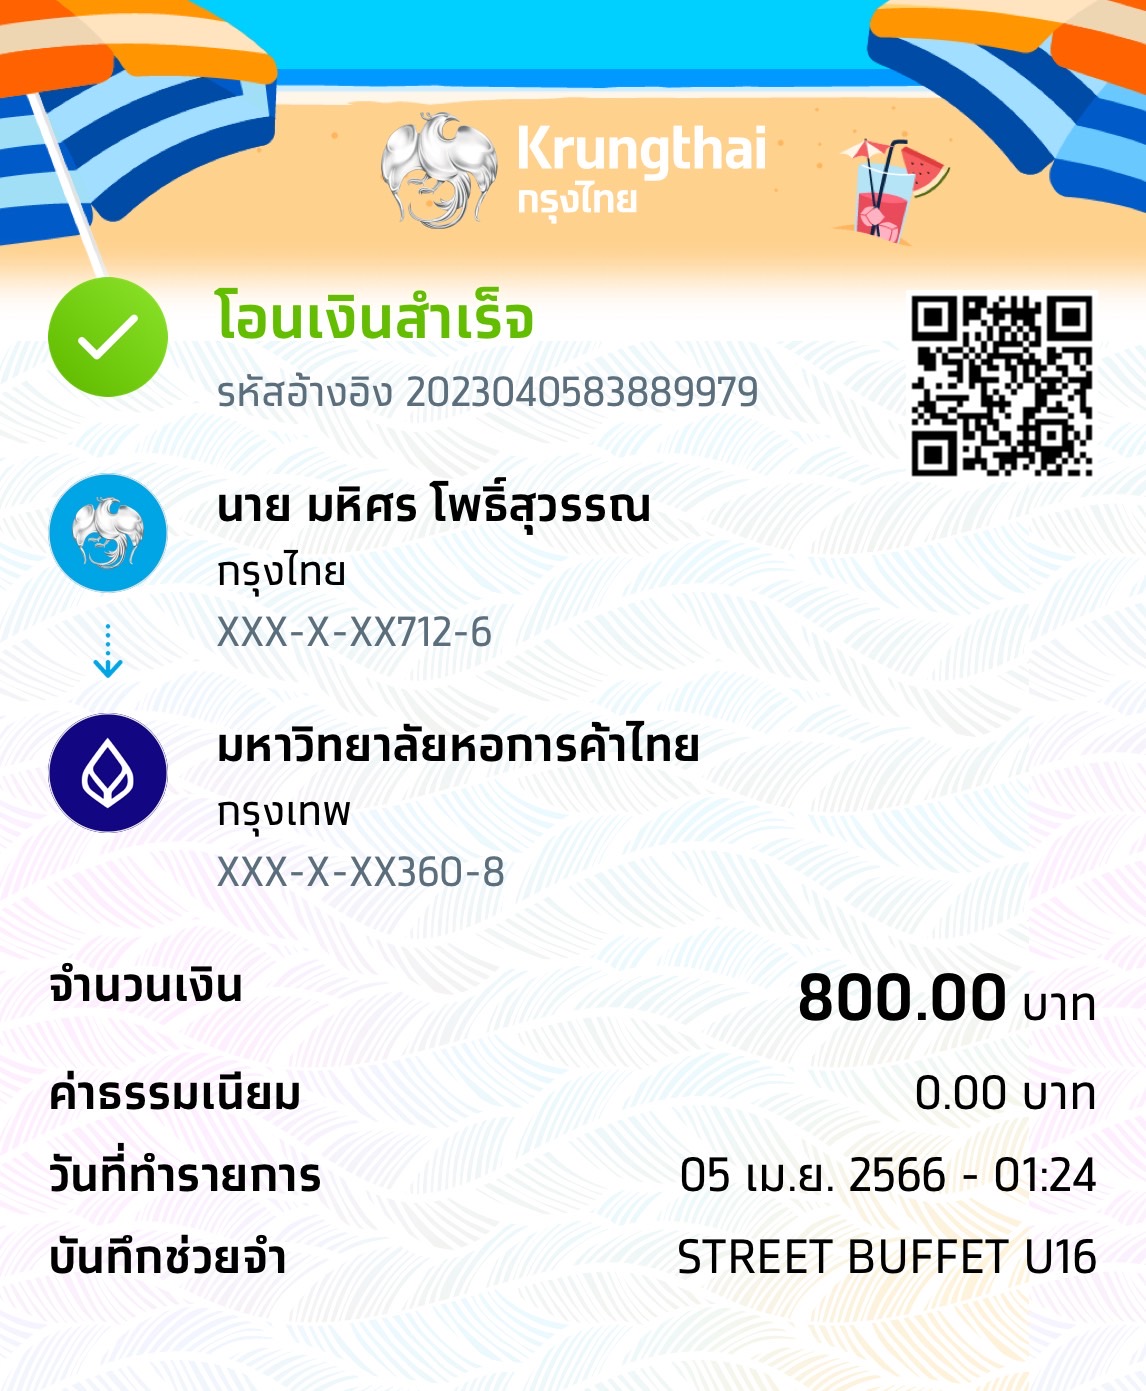 Krungthai
กรุงไทย
โอนเงินสำเร็จ
รหัสอ้างอิง 2023040583889979
นาย มหิศร โพธิ์สุวรรณ
กรุงไทย
XXX-X-XX712-6
มหาวิทยาลัยหอการค้าไทย
กรุงเทพ
XXX-X-XX360-8
จำนวนเงิน 800.00 บาท
ค่าธรรมเนียม 0.00 บาท
วันที่ทำรายการ 05 เม.ย. 2566 - 01:24
บันทึกช่วยจำ STREET BUFFET U16